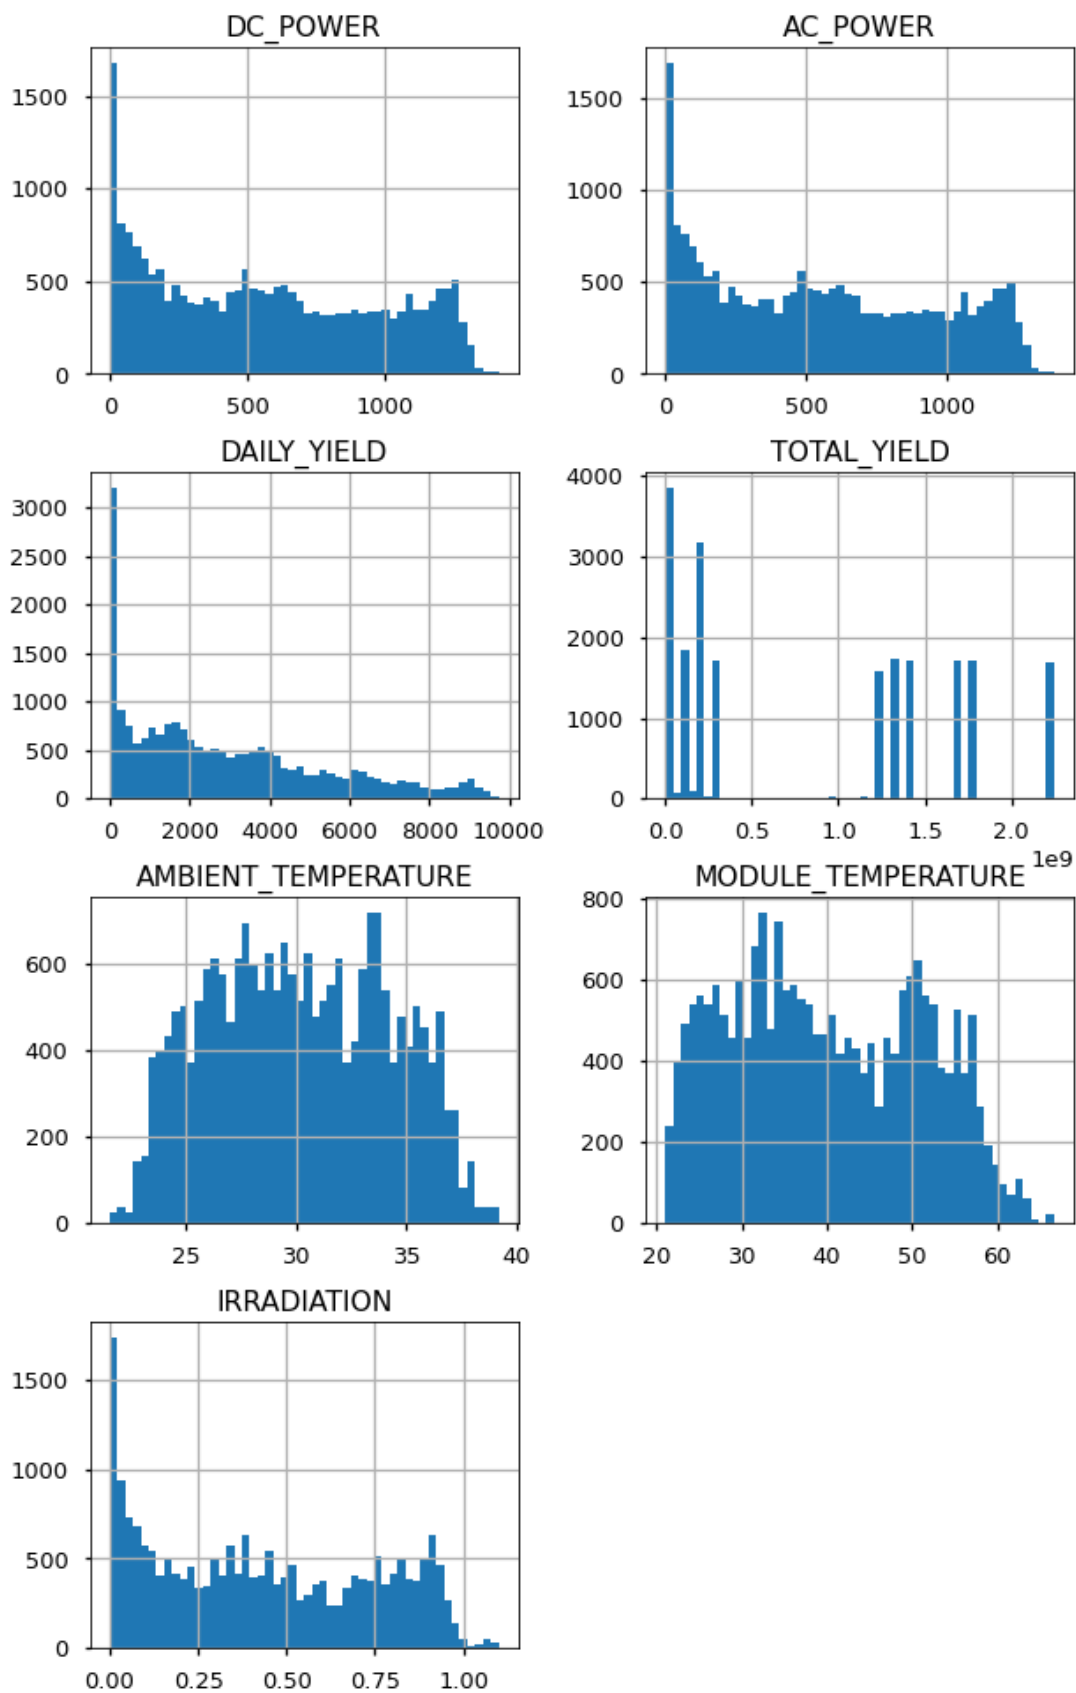 DC_POWER
1500
1000
500
0
0 500 1000
AC_POWER
1500
1000
500
0
0 500 1000
DAILY_YIELD
3000
2500
2000
1500
1000
500
0
0 2000 4000 6000 8000 10000
TOTAL_YIELD
4000
3000
2000
1000
0
0.0 0.5 1.0 1.5 2.0
1e9
AMBIENT_TEMPERATURE
600
400
200
0
25 30 35 40
MODULE_TEMPERATURE
800
600
400
200
0
20 30 40 50 60
IRRADIATION
1500
1000
500
0
0.00 0.25 0.50 0.75 1.00